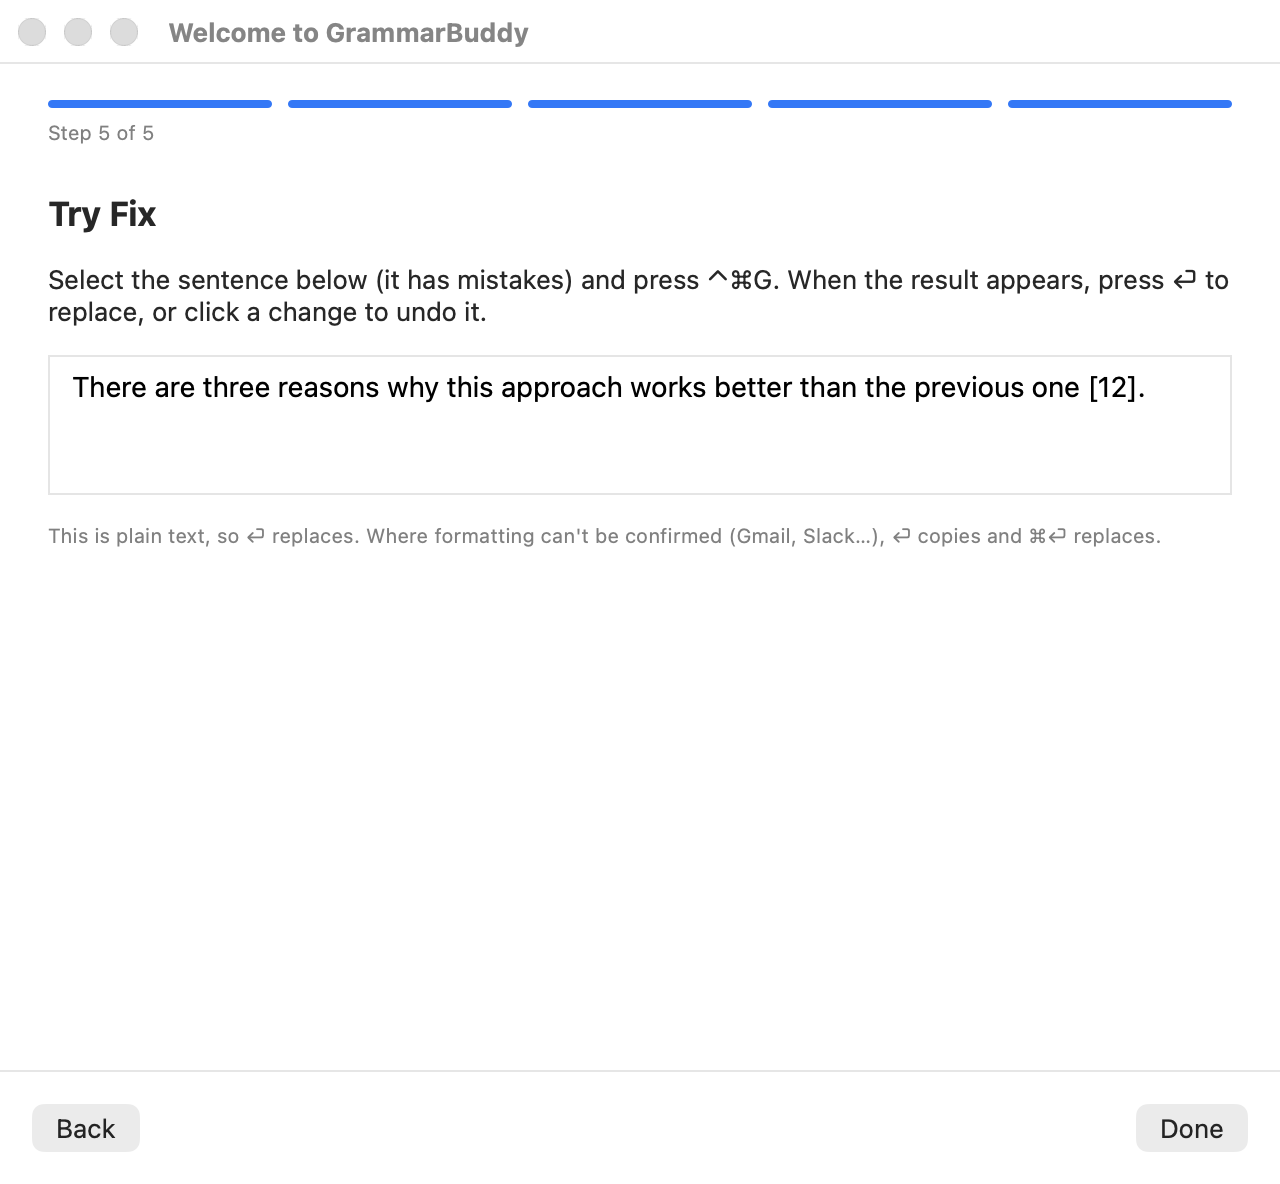 Welcome to GrammarBuddy
Step 5 of 5
Try Fix
Select the sentence below (it has mistakes) and press ⌃⌘G. When the result appears, press ⏎ to
replace, or click a change to undo it.
There are three reasons why this approach works better than the previous one [12].
This is plain text, so ⏎ replaces. Where formatting can't be confirmed (Gmail, Slack…), ⏎ copies and ⌘⏎ replaces.
Back
Done